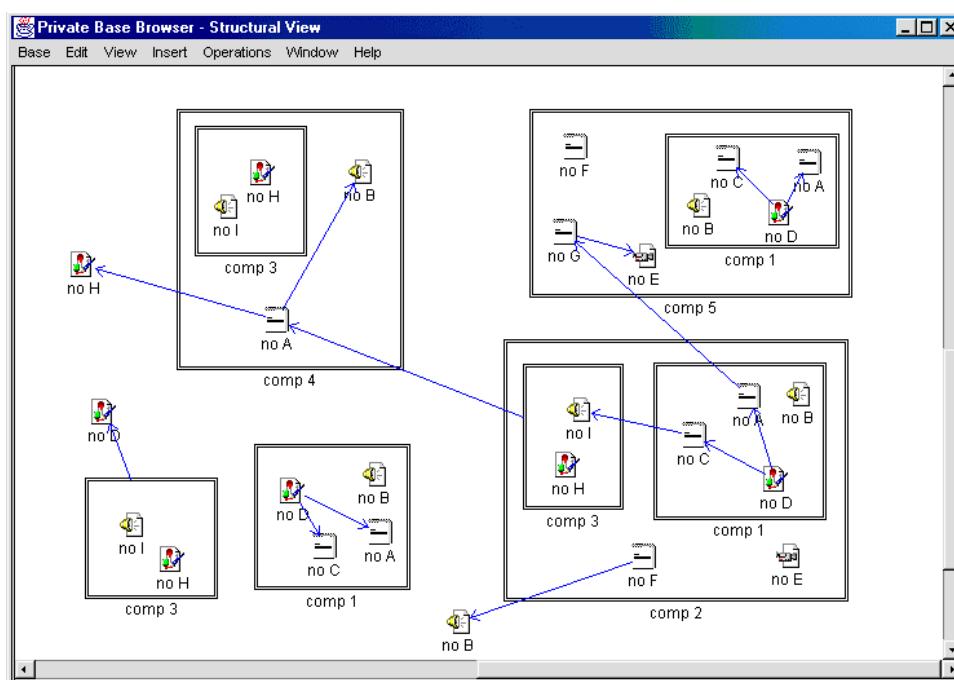 Private Base Browser - Structural View
Base Edit View Insert Operations Window Help
no H
no I
comp 3
no B
no A
comp 4
no H
no F
no C
no A
no B
no D
comp 1
no G
no E
comp 5
no I
no H
comp 3
no A
no B
no C
no D
comp 1
no F
no E
comp 2
no D
no I
no H
comp 3
no B
no D
no A
no C
comp 1
no B